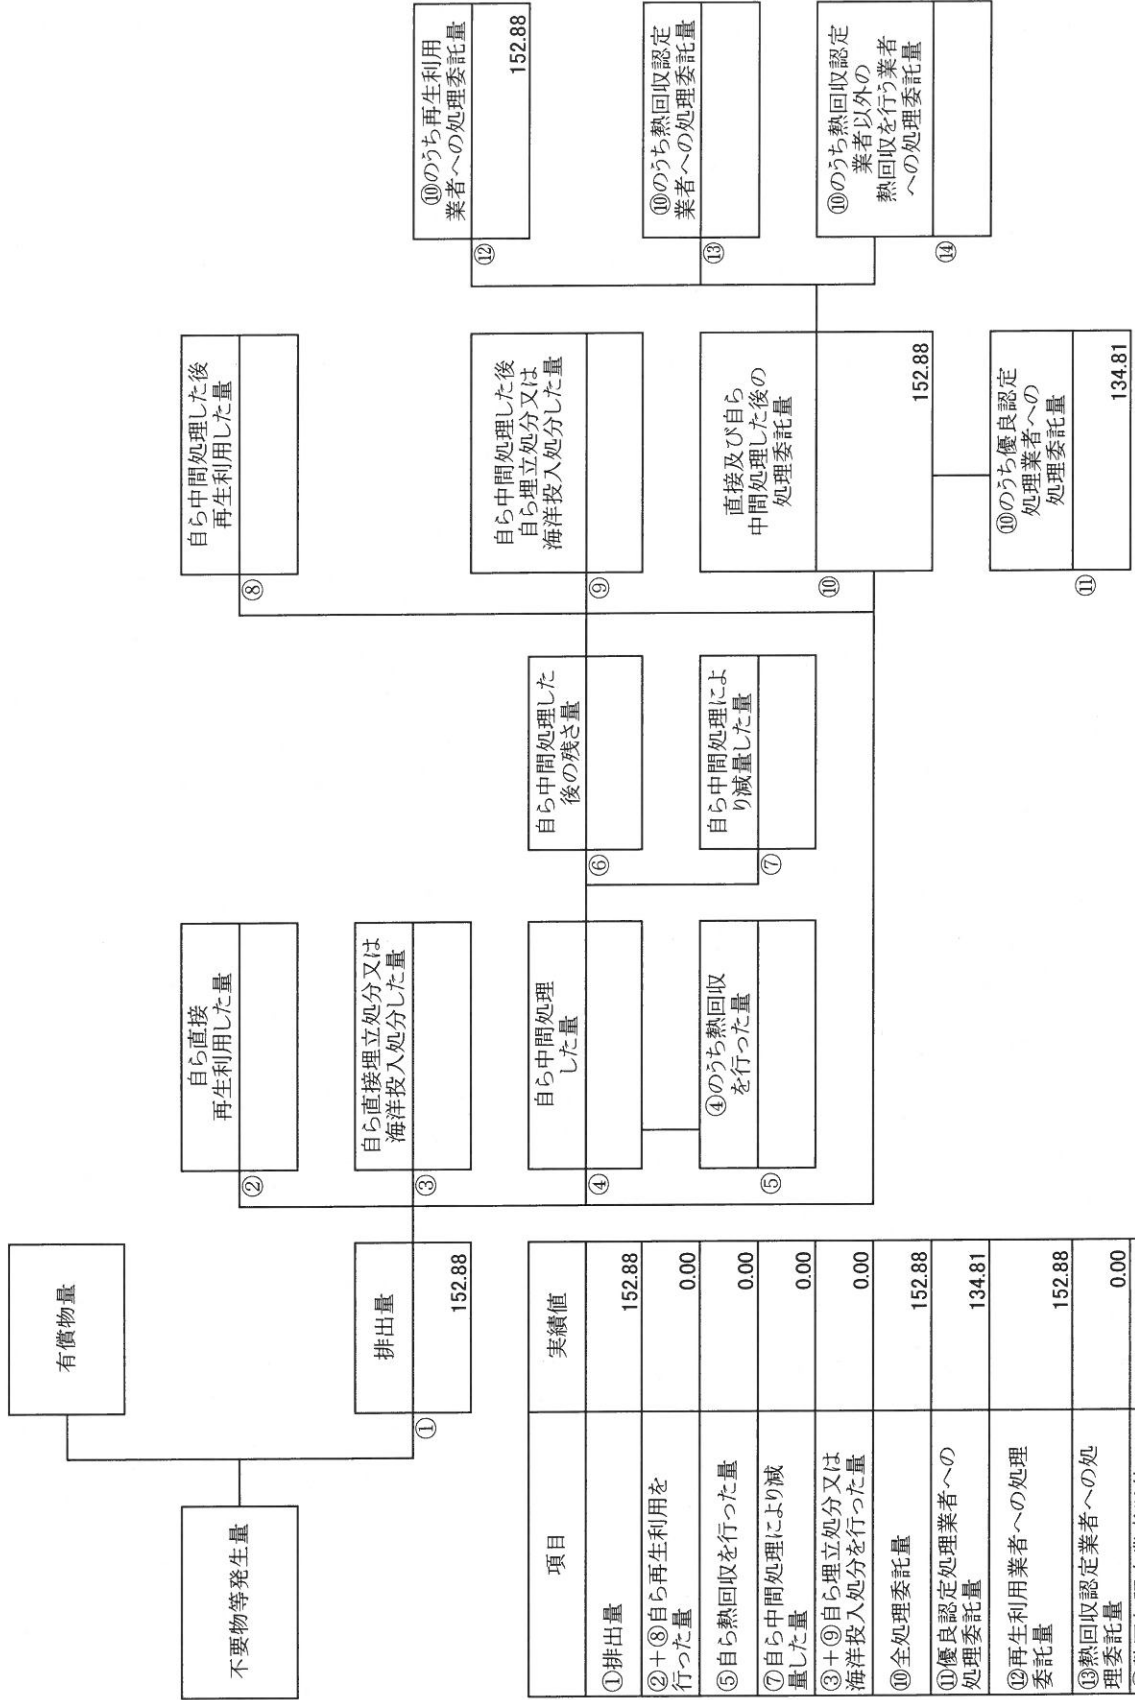 有償物量
不要物等発生量
排出量
①
152.88
自ら直接
再生利用した量
②
自ら直接埋立処分又は
海洋投入処分した量
③
自ら中間処理
した量
④
④のうち熱回収
を行った量
⑤
自ら中間処理した
後の残さ量
⑥
自ら中間処理によ
り減量した量
⑦
自ら中間処理した後
再生利用した量
⑧
自ら中間処理した後
自ら埋立処分又は
海洋投入処分した量
⑨
直接及び自ら
中間処理した後の
処理委託量
⑩
152.88
⑩のうち優良認定
処理業者への
処理委託量
⑪
134.81
⑩のうち再生利用
業者への処理委託量
⑫
152.88
⑩のうち熱回収認定
業者への処理委託量
⑬
⑩のうち熱回収認定
業者以外の
熱回収を行う業者
への処理委託量
⑭
項目 実績値
①排出量 152.88
②+⑧自ら再生利用を
行った量 0.00
⑤自ら熱回収を行った量 0.00
⑦自ら中間処理により減
量した量 0.00
③+⑨自ら埋立処分又は
海洋投入処分を行った量 0.00
⑩全処理委託量 152.88
⑪優良認定処理業者への
処理委託量 134.81
⑫再生利用業者への処理
委託量 152.88
⑬熱回収認定業者への処
理委託量 0.00